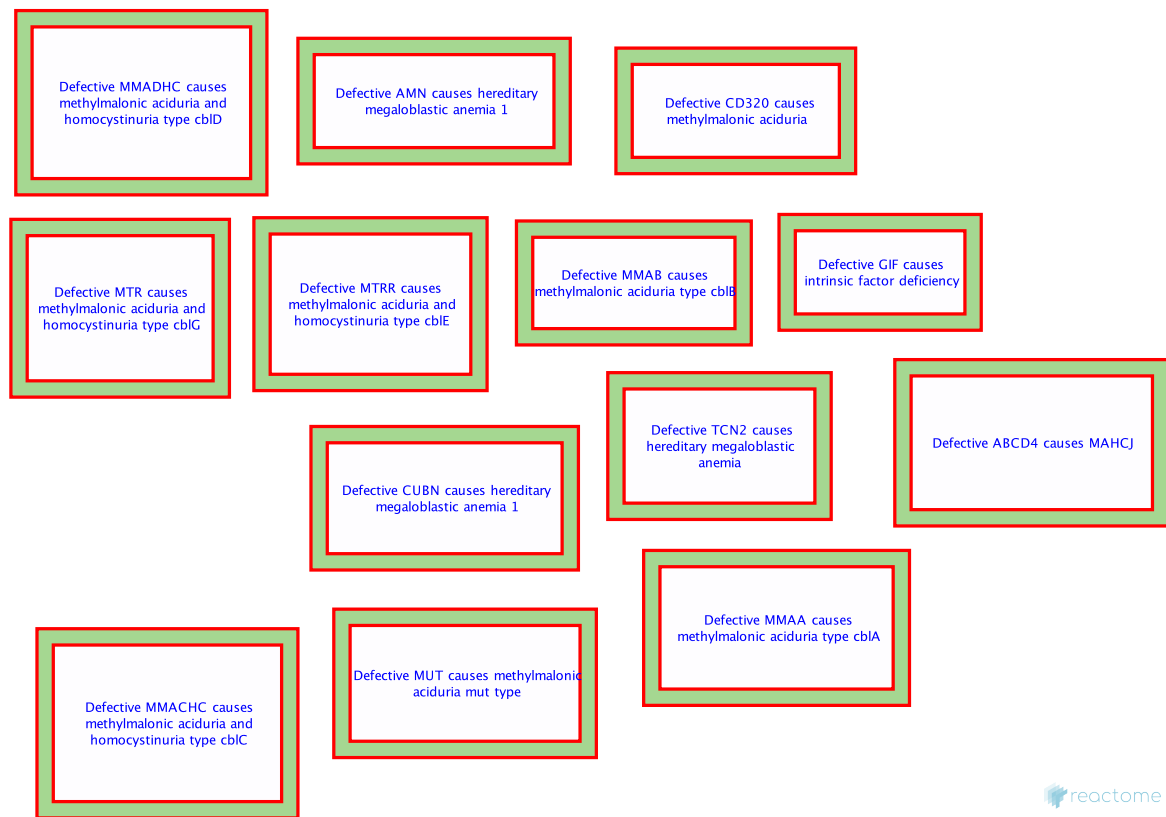 Defective MMADHC causes
methylmalonic aciduria and
homocystinuria type cblD
Defective AMN causes hereditary
megaloblastic anemia 1
Defective CD320 causes
methylmalonic aciduria
Defective MTR causes
methylmalonic aciduria and
homocystinuria type cblG
Defective MTRR causes
methylmalonic aciduria and
homocystinuria type cblE
Defective MMAB causes
methylmalonic aciduria type cblB
Defective GIF causes
intrinsic factor deficiency
Defective TCN2 causes
hereditary megaloblastic
anemia
Defective ABCD4 causes MAHCJ
Defective CUBN causes hereditary
megaloblastic anemia 1
Defective MMAA causes
methylmalonic aciduria type cblA
Defective MUT causes methylmalonic
aciduria mut type
Defective MMACHC causes
methylmalonic aciduria and
homocystinuria type cblC
reactome